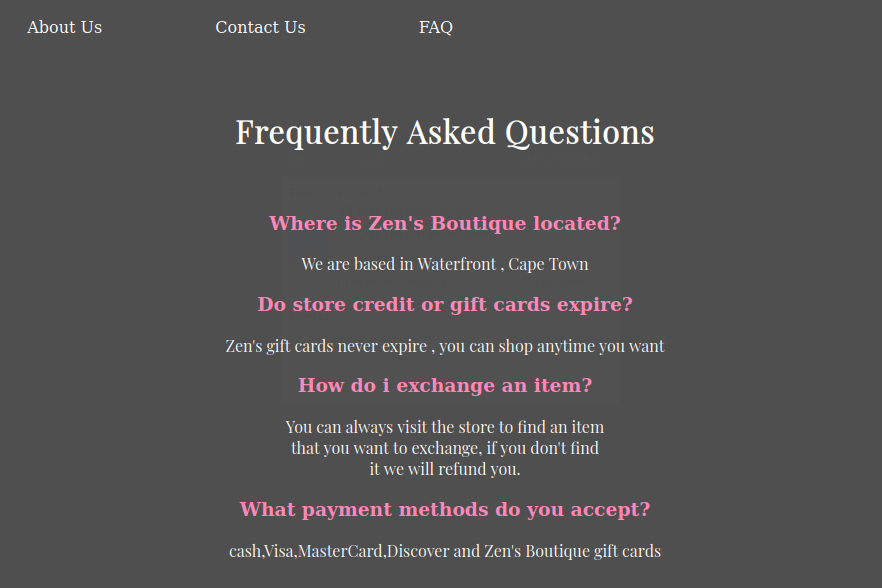 About Us Contact Us FAQ
Frequently Asked Questions
Where is Zen's Boutique located?
We are based in Waterfront , Cape Town
Do store credit or gift cards expire?
Zen's gift cards never expire , you can shop anytime you want
How do i exchange an item?
You can always visit the store to find an item
that you want to exchange, if you don't find
it we will refund you.
What payment methods do you accept?
cash,Visa,MasterCard,Discover and Zen's Boutique gift cards